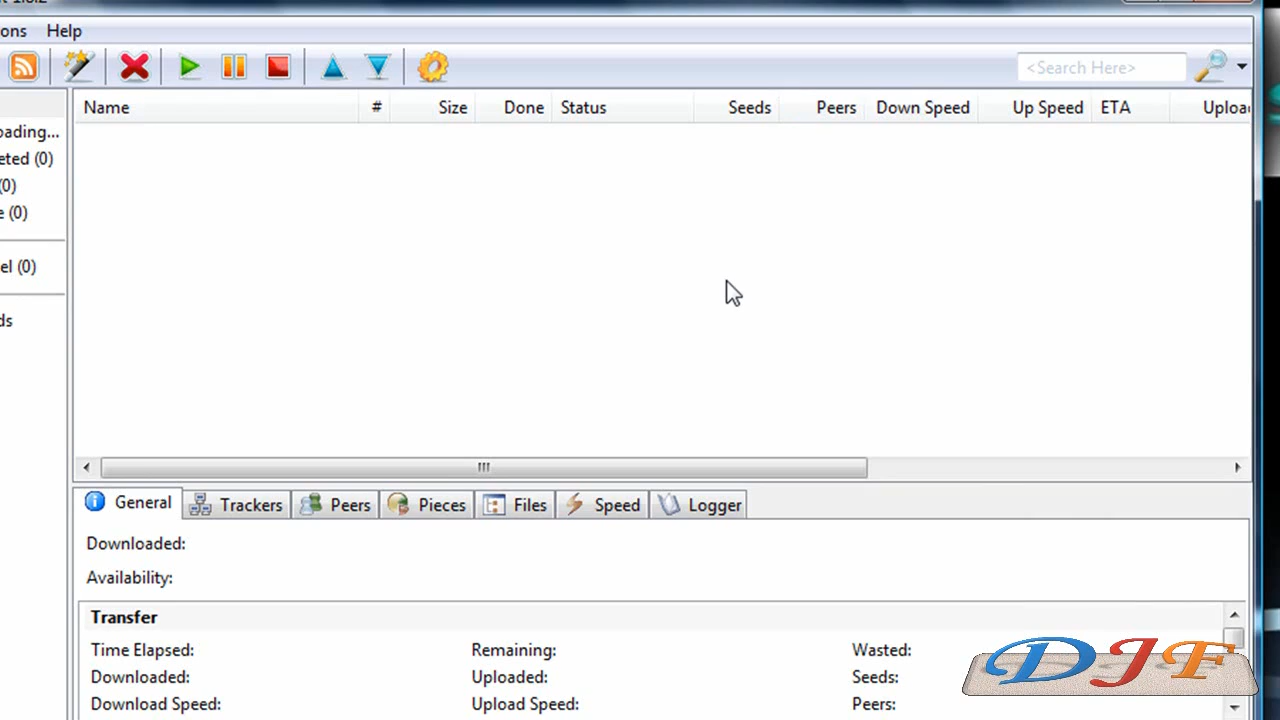 ons Help
<Search Here>
Name # Size Done Status Seeds Peers Down Speed Up Speed ETA Uploa
oading...
eted (0)
(0)
e (0)
el (0)
ds
General Trackers Peers Pieces Files Speed Logger
Downloaded:
Availability:
Transfer
Time Elapsed: Remaining: Wasted:
Downloaded: Uploaded: Seeds:
Download Speed: Upload Speed: Peers:
DJF